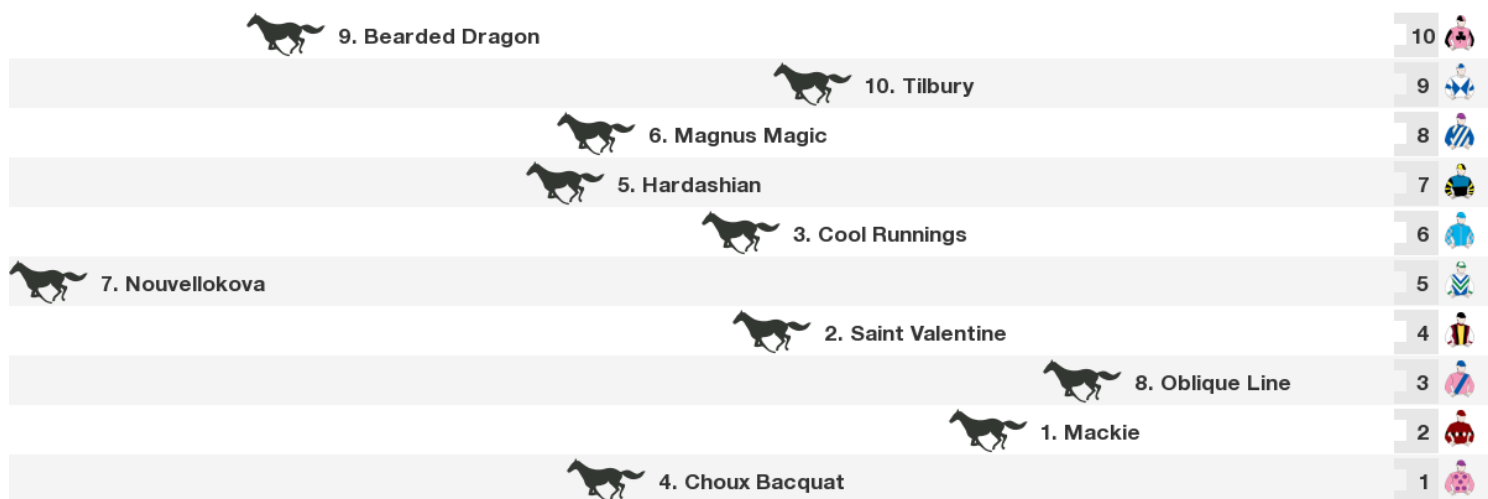 9. Bearded Dragon 10
10. Tilbury 9
6. Magnus Magic 8
5. Hardashian 7
3. Cool Runnings 6
7. Nouvellokova 5
2. Saint Valentine 4
8. Oblique Line 3
1. Mackie 2
4. Choux Bacquat 1